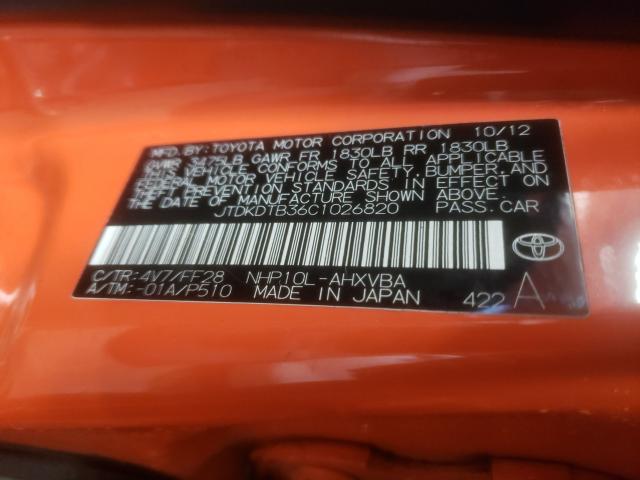 MFD.BY:TOYOTA MOTOR CORPORATION 10/12
GVWR 3475LB GAWR FR 1830LB RR 1830LB
THIS VEHICLE CONFORMS TO ALL APPLICABLE
FEDERAL MOTOR VEHICLE SAFETY,BUMPER,AND
THEFT PREVENTION STANDARDS IN EFFECT ON
THE DATE OF MANUFACTURE SHOWN ABOVE.
JTDKDTB36C1026820 PASS.CAR
C/TR:4V7/FF28 NHP10L-AHXVBA
A/TM:-01A/P510 MADE IN JAPAN 422 A